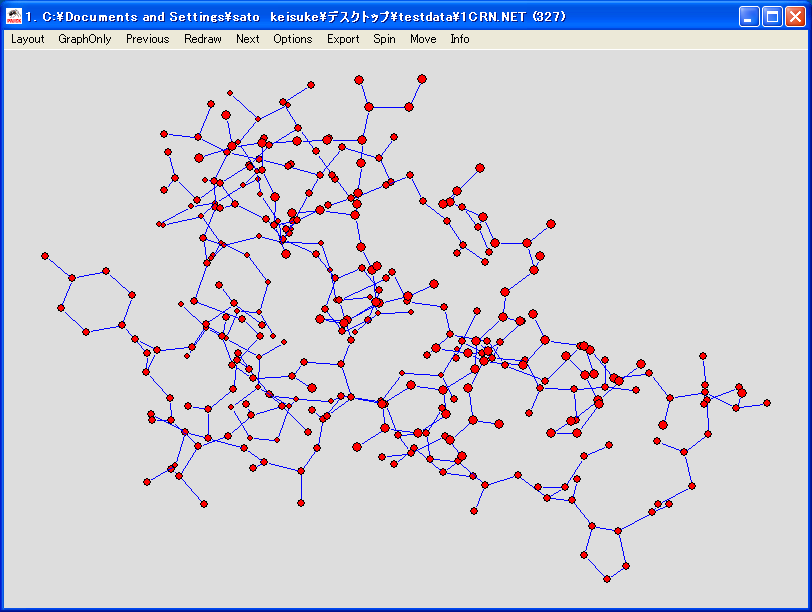 1. C:¥Documents and Settings¥sato keisuke¥デスクトップ¥testdata¥1CRN.NET (327)
Layout GraphOnly Previous Redraw Next Options Export Spin Move Info